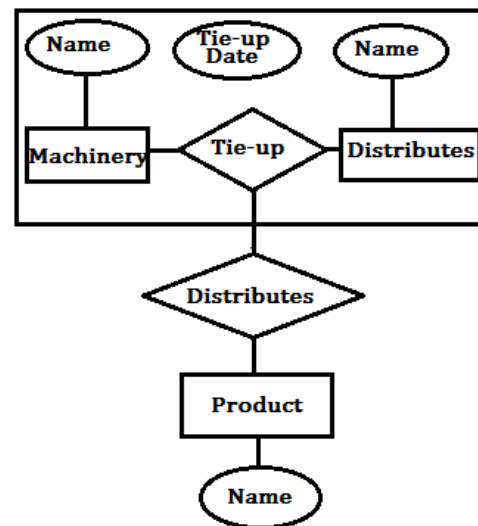 Name
Tie-up
Date
Name
Machinery
Tie-up
Distributes
Distributes
Product
Name